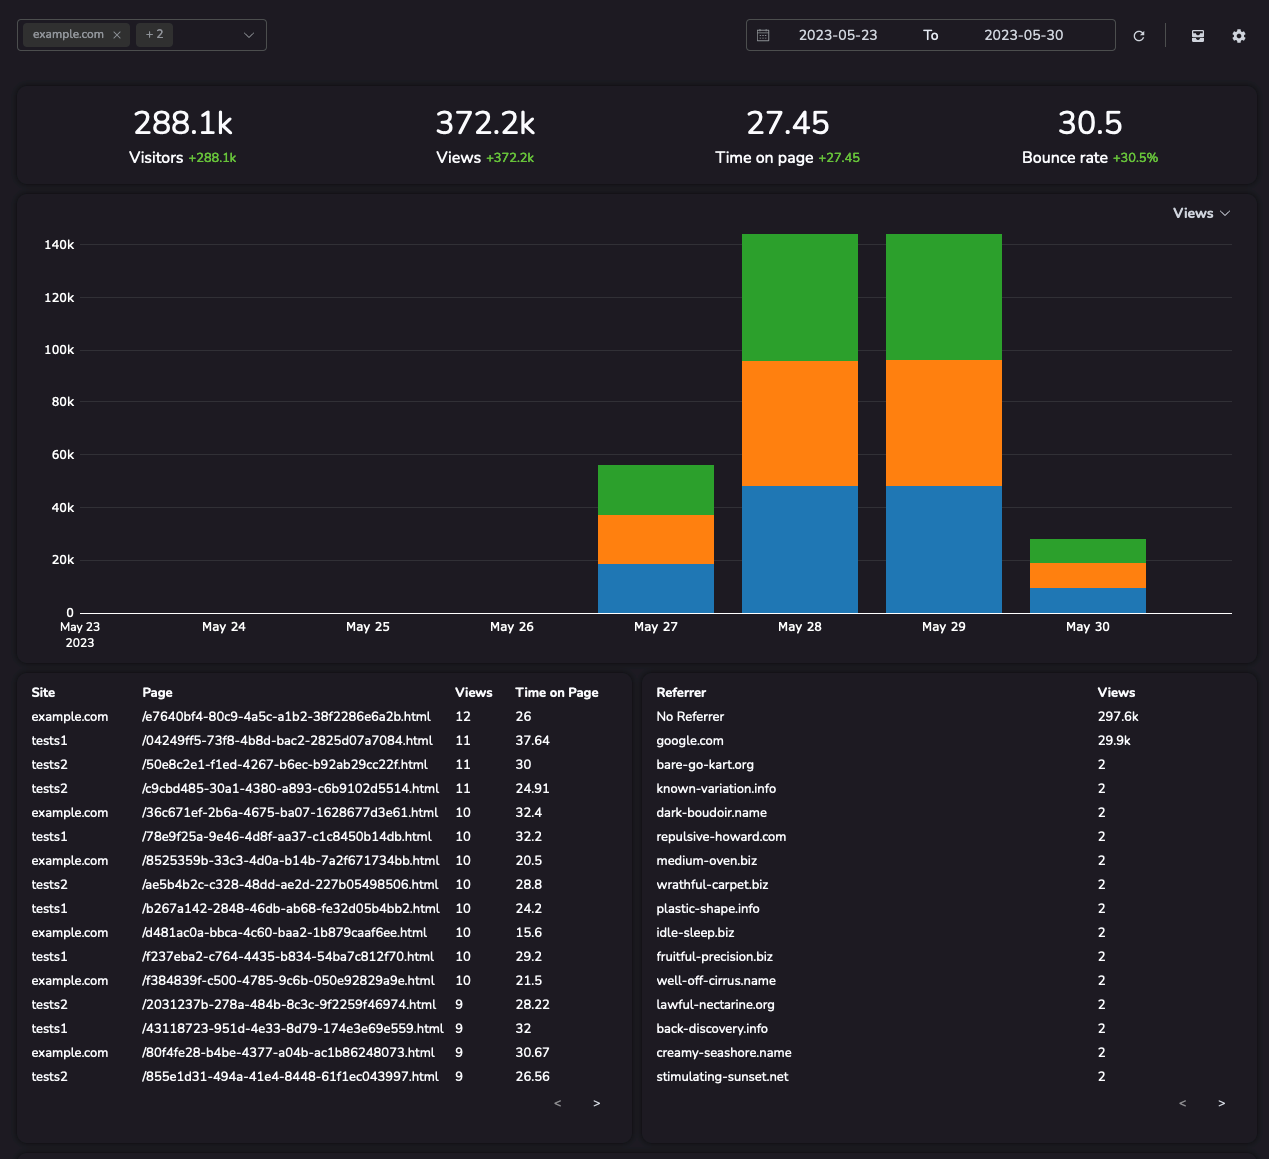 example.com × + 2
2023-05-23 To 2023-05-30
288.1k 372.2k 27.45 30.5
Visitors +288.1k Views +372.2k Time on page +27.45 Bounce rate +30.5%
Views
140k
120k
100k
80k
60k
40k
20k
0
May 23 May 24 May 25 May 26 May 27 May 28 May 29 May 30
2023
Site Page Views Time on Page
example.com /e7640bf4-80c9-4a5c-a1b2-38f2286e6a2b.html 12 26
tests1 /04249ff5-73f8-4b8d-bac2-2825d07a7084.html 11 37.64
tests2 /50e8c2e1-f1ed-4267-b6ec-b92ab29cc22f.html 11 30
tests2 /c9cbd485-30a1-4380-a893-c6b9102d5514.html 11 24.91
example.com /36c671ef-2b6a-4675-ba07-1628677d3e61.html 10 32.4
tests1 /78e9f25a-9e46-4d8f-aa37-c1c8450b14db.html 10 32.2
example.com /8525359b-33c3-4d0a-b14b-7a2f671734bb.html 10 20.5
tests2 /ae5b4b2c-c328-48dd-ae2d-227b05498506.html 10 28.8
tests1 /b267a142-2848-46db-ab68-fe32d05b4bb2.html 10 24.2
example.com /d481ac0a-bbca-4c60-baa2-1b879caaf6ee.html 10 15.6
tests1 /f237eba2-c764-4435-b834-54ba7c812f70.html 10 29.2
example.com /f384839f-c500-4785-9c6b-050e92829a9e.html 10 21.5
tests2 /2031237b-278a-484b-8c3c-9f2259f46974.html 9 28.22
tests1 /43118723-951d-4e33-8d79-174e3e69e559.html 9 32
example.com /80f4fe28-b4be-4377-a04b-ac1b86248073.html 9 30.67
tests2 /855e1d31-494a-41e4-8448-61f1ec043997.html 9 26.56
< >
Referrer Views
No Referrer 297.6k
google.com 29.9k
bare-go-kart.org 2
known-variation.info 2
dark-boudoir.name 2
repulsive-howard.com 2
medium-oven.biz 2
wrathful-carpet.biz 2
plastic-shape.info 2
idle-sleep.biz 2
fruitful-precision.biz 2
well-off-cirrus.name 2
lawful-nectarine.org 2
back-discovery.info 2
creamy-seashore.name 2
stimulating-sunset.net 2
< >